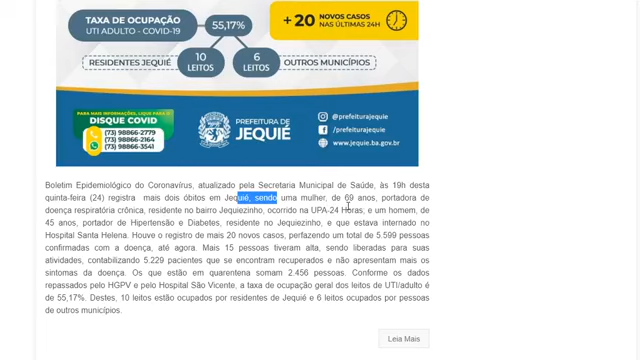 TAXA DE OCUPAÇÃO
UTI ADULTO - COVID-19
55,17%
+ 20 NOVOS CASOS
NAS ÚLTIMAS 24H
RESIDENTES JEQUIÉ
10
LEITOS
6
LEITOS
OUTROS MUNICÍPIOS
PARA MAIS INFORMAÇÕES, LIGUE PARA O
DISQUE COVID
(73) 98866-2779
(73) 98866-2164
(73) 98866-3541
PREFEITURA DE
JEQUIÉ
@prefeiturajequie
/prefeiturajequie
www.jequie.ba.gov.br
Boletim Epidemiológico do Coronavírus, atualizado pela Secretaria Municipal de Saúde, às 19h desta
quinta-feira (24) registra mais dois óbitos em Jequié, sendo uma mulher, de 69 anos, portadora de
doença respiratória crônica, residente no bairro Jequiezinho, ocorrido na UPA-24 Horas, e um homem, de
45 anos, portador de Hipertensão e Diabetes, residente no Jequiezinho, e que estava internado no
Hospital Santa Helena. Houve o registro de mais 20 novos casos, perfazendo um total de 5.599 pessoas
confirmadas com a doença, até agora. Mais 15 pessoas tiveram alta, sendo liberadas para suas
atividades, contabilizando 5.229 pacientes que se encontram recuperados e não apresentam mais os
sintomas da doença. Os que estão em quarentena somam 2.456 pessoas. Conforme os dados
repassados pelo HGPV e pelo Hospital São Vicente, a taxa de ocupação geral dos leitos de UTI/adulto é
de 55,17%. Destes, 10 leitos estão ocupados por residentes de Jequié e 6 leitos ocupados por pessoas
de outros municípios.
Leia Mais